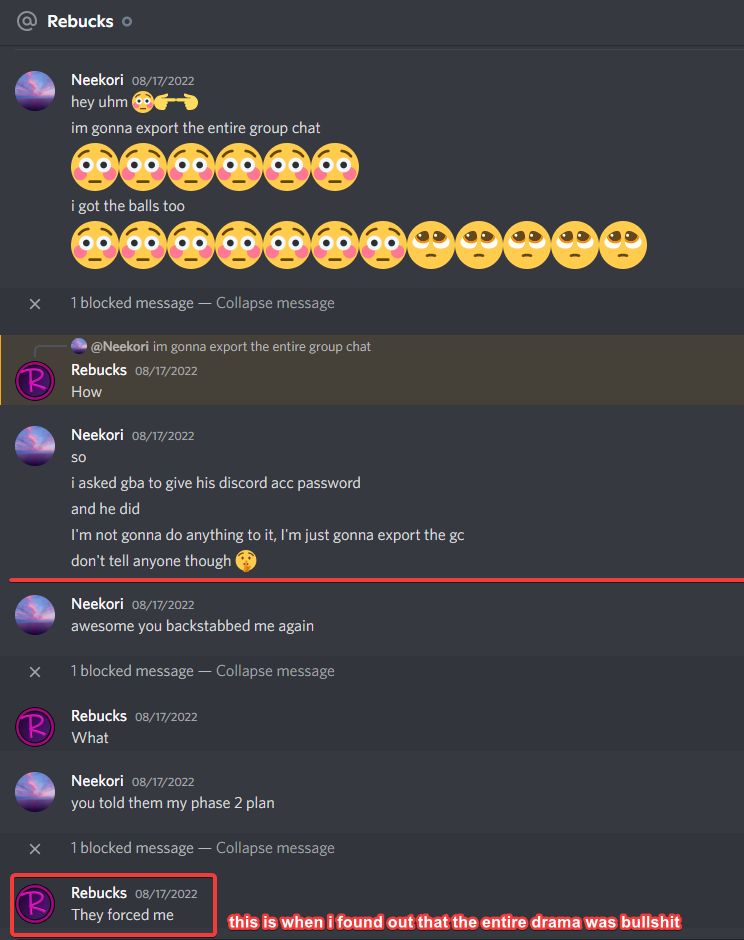 @ Rebucks
Neekori 08/17/2022
hey uhm 😳👉👈
im gonna export the entire group chat
😳😳😳😳😳😳
i got the balls too
😳😳😳😳😳😳😳🥺🥺🥺🥺🥺
1 blocked message — Collapse message
@Neekori im gonna export the entire group chat
Rebucks 08/17/2022
How
Neekori 08/17/2022
so
i asked gba to give his discord acc password
and he did
I'm not gonna do anything to it, I'm just gonna export the gc
don't tell anyone though 🤫
Neekori 08/17/2022
awesome you backstabbed me again
1 blocked message — Collapse message
R
Rebucks 08/17/2022
What
Neekori 08/17/2022
you told them my phase 2 plan
1 blocked message — Collapse message
Rebucks 08/17/2022
They forced me
this is when i found out that the entire drama was bullshit